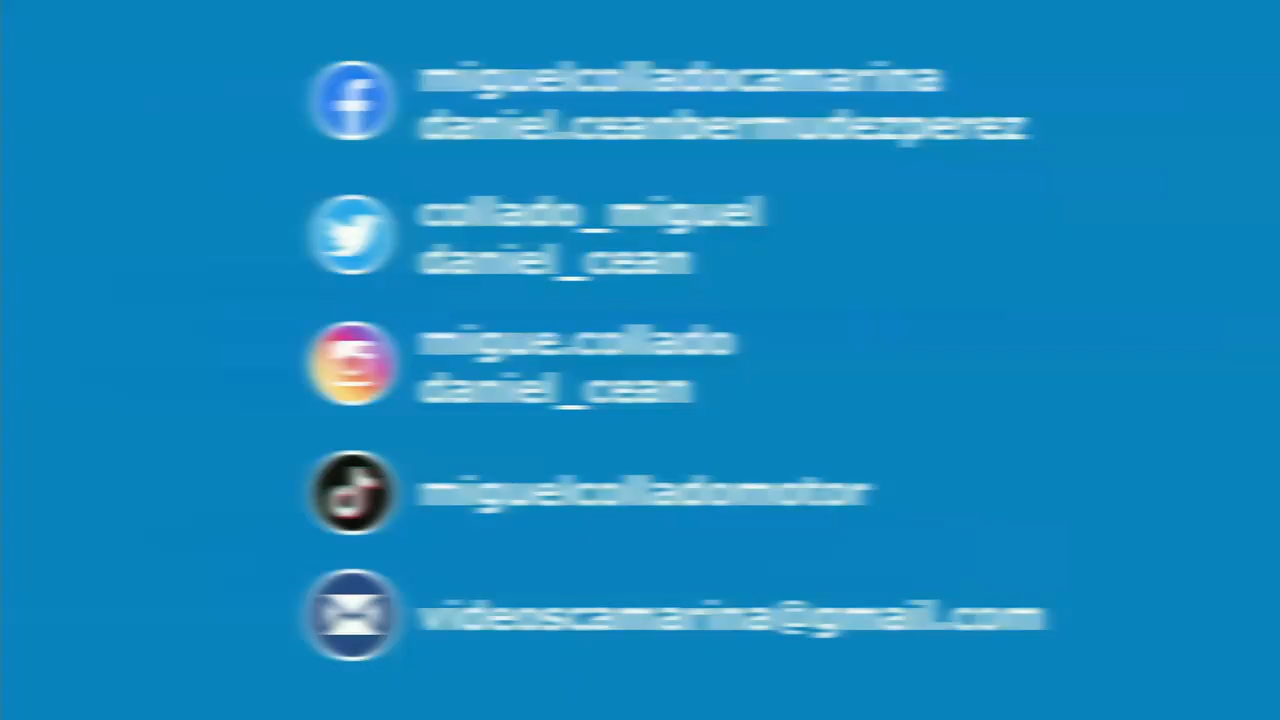 miguelcolladocamarina
daniel.ceanbermudezperez
collado_miguel
daniel_cean
migue.collado
daniel_cean
miguelcolladomotor
videoscamarina@gmail.com